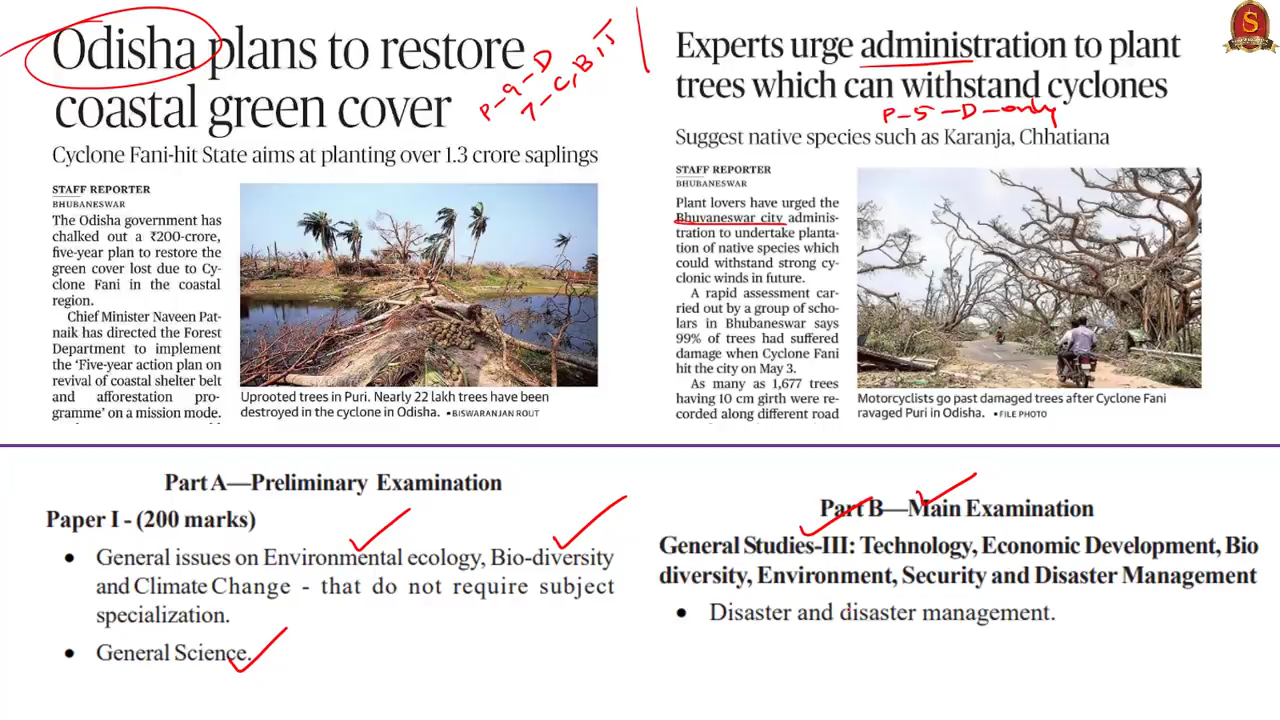 Odisha plans to restore
coastal green cover
P-9-D
7-C, B, T
Cyclone Fani-hit State aims at planting over 1.3 crore saplings
STAFF REPORTER
BHUBANESWAR
The Odisha government has
chalked out a ₹200-crore,
five-year plan to restore the
green cover lost due to Cy-
clone Fani in the coastal
region.
Chief Minister Naveen Pat-
naik has directed the Forest
Department to implement
the ‘Five-year action plan on
revival of coastal shelter belt
and afforestation pro-
gramme’ on a mission mode.
Uprooted trees in Puri. Nearly 22 lakh trees have been
destroyed in the cyclone in Odisha. •BISWARANJAN ROUT
Experts urge administration to plant
trees which can withstand cyclones
P-5-D-only
Suggest native species such as Karanja, Chhatiana
STAFF REPORTER
BHUBANESWAR
Plant lovers have urged the
Bhuvaneswar city adminis-
tration to undertake planta-
tion of native species which
could withstand strong cy-
clonic winds in future.
A rapid assessment car-
ried out by a group of scho-
lars in Bhubaneswar says
99% of trees had suffered
damage when Cyclone Fani
hit the city on May 3.
As many as 1,677 trees
having 10 cm girth were re-
corded along different road
Motorcyclists go past damaged trees after Cyclone Fani
ravaged Puri in Odisha. •FILE PHOTO
S
Part A—Preliminary Examination
Paper I - (200 marks)
• General issues on Environmental ecology, Bio-diversity
and Climate Change - that do not require subject
specialization.
• General Science.
Part B—Main Examination
General Studies-III: Technology, Economic Development, Bio
diversity, Environment, Security and Disaster Management
• Disaster and disaster management.